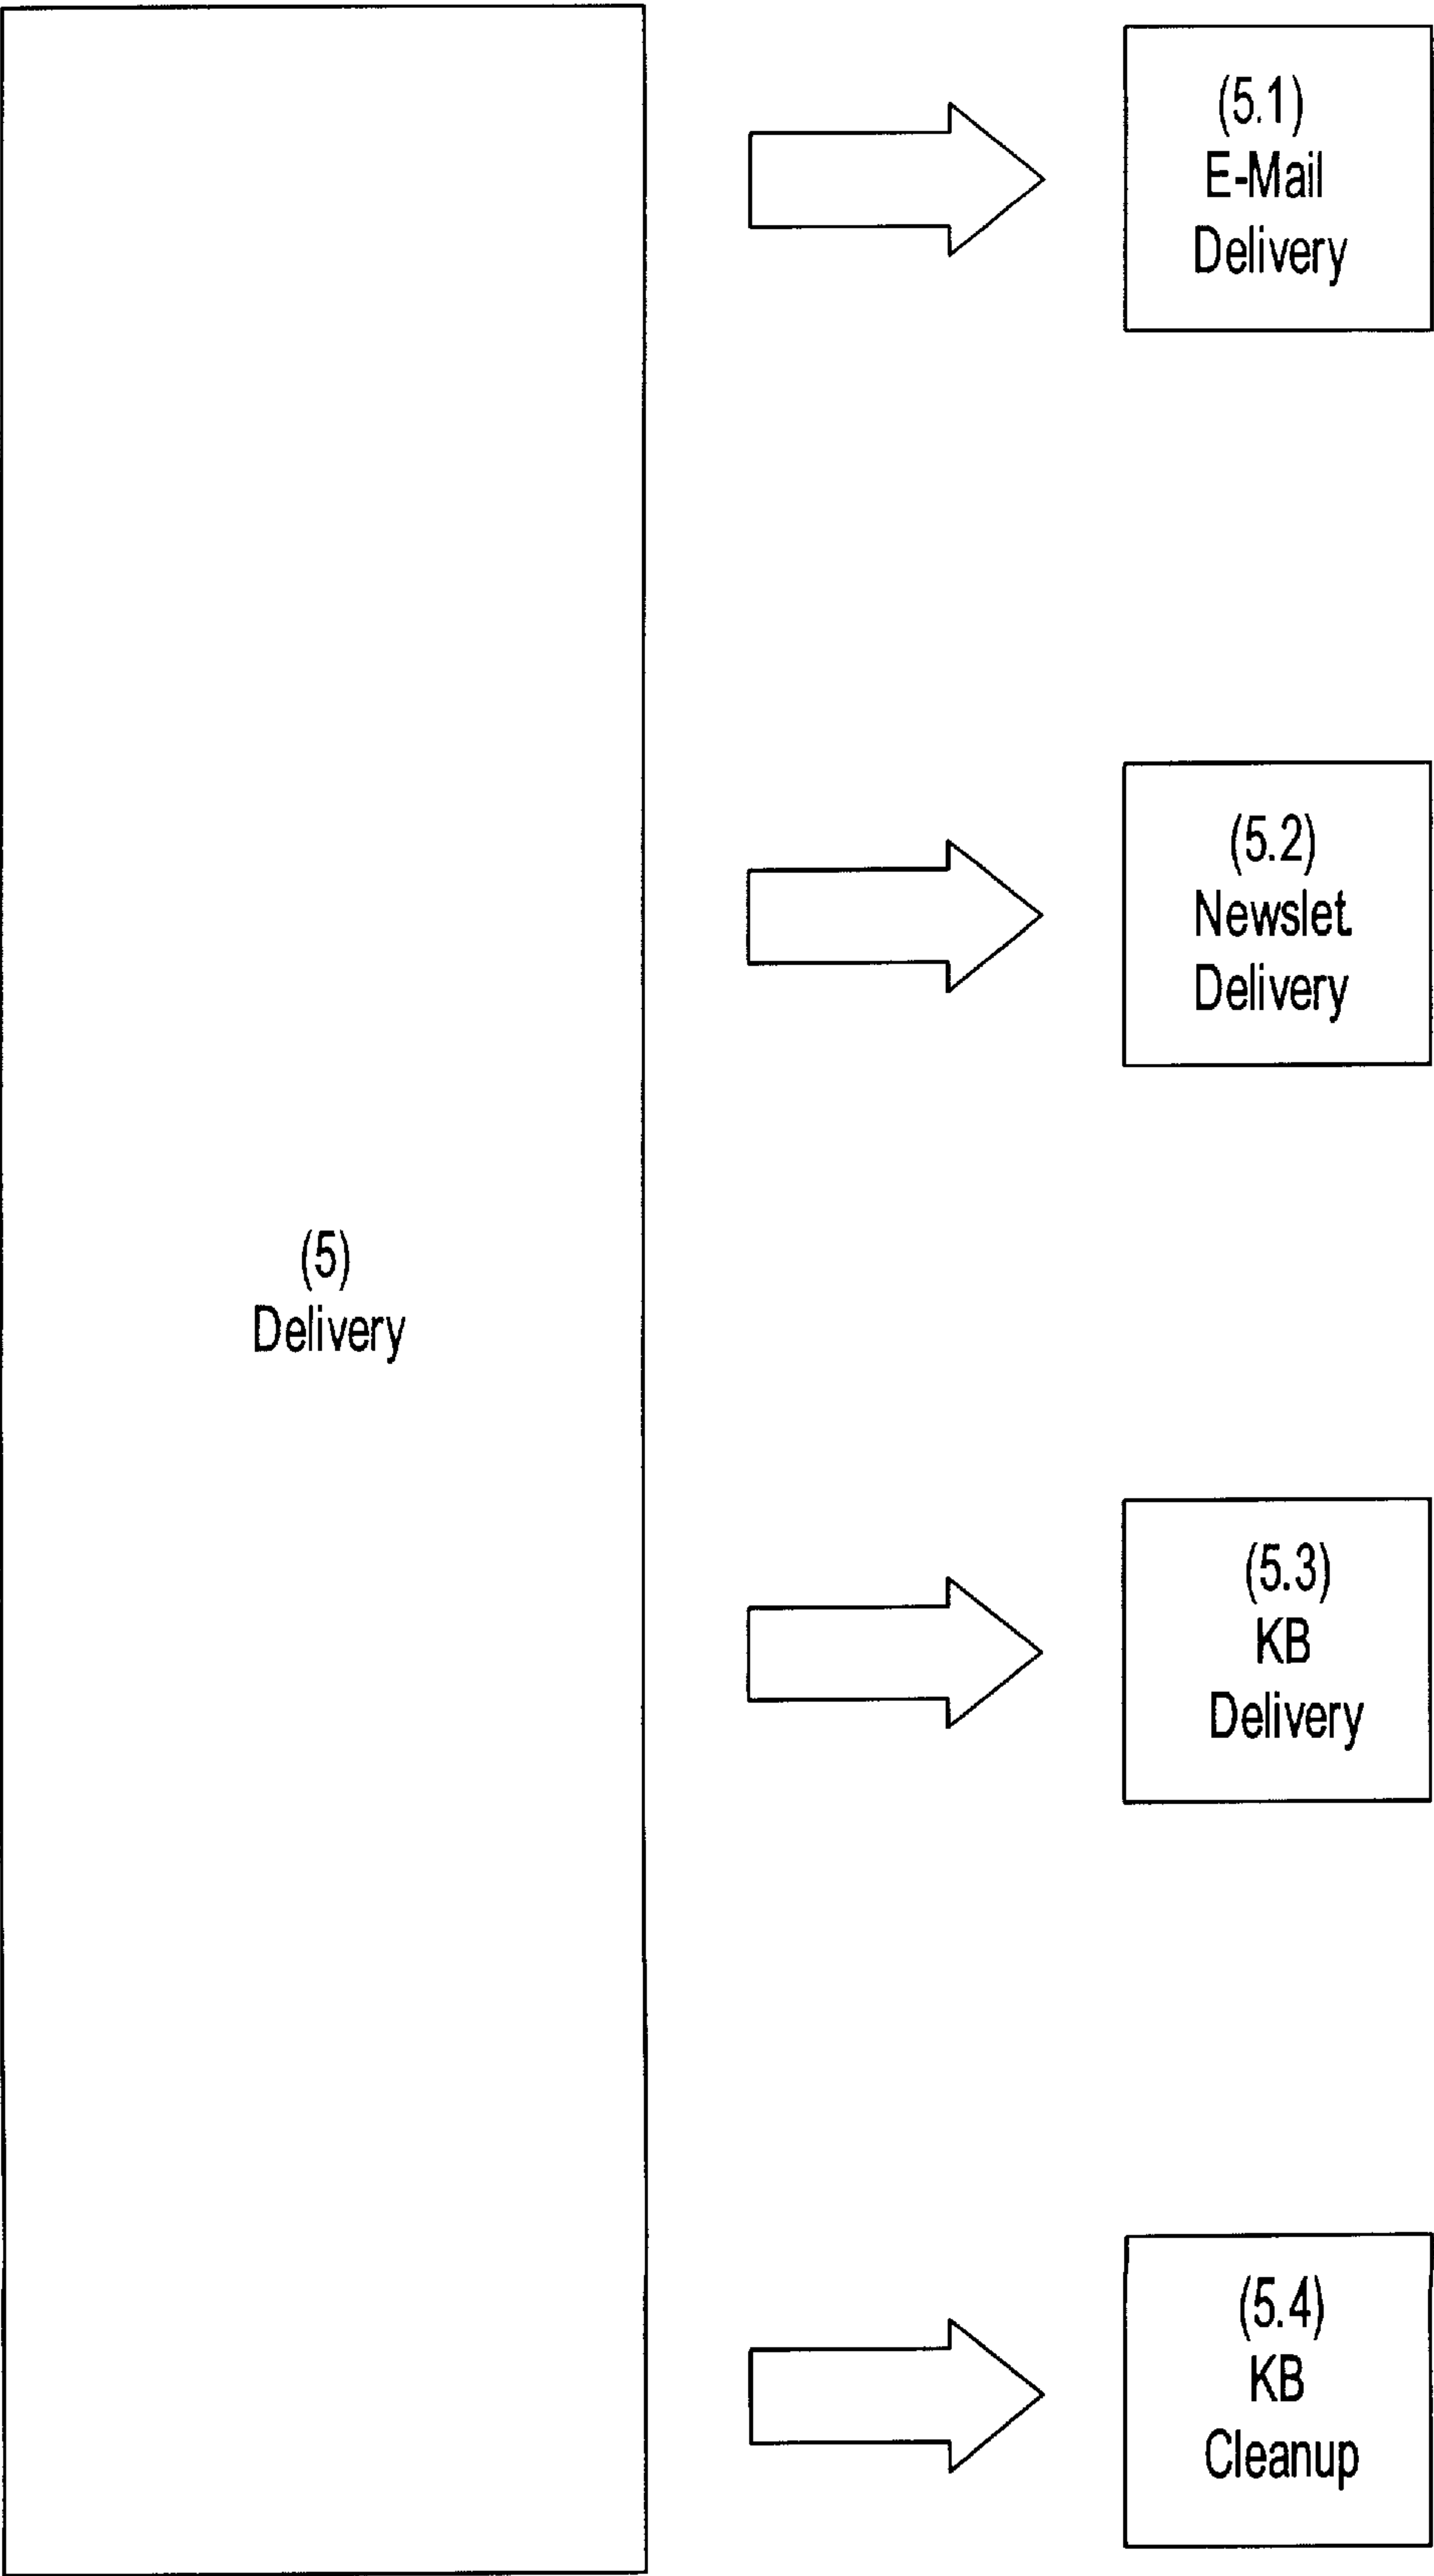 (5.1)
E-Mail
Delivery
(5.2)
Newslet.
Delivery
(5)
Delivery
(5.3)
KB
Delivery
(5.4)
KB
Cleanup